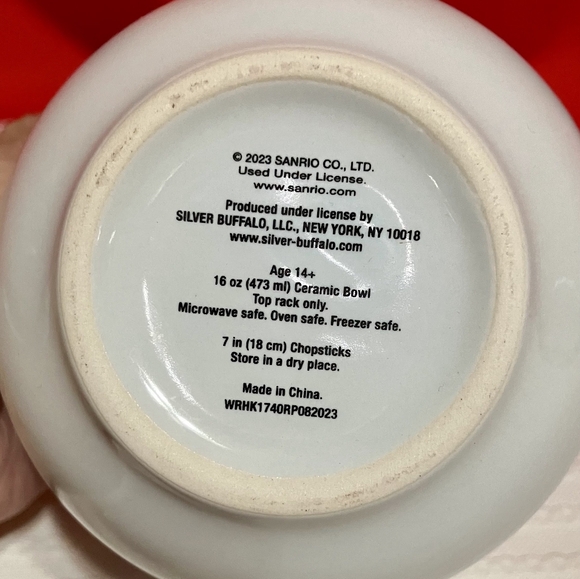 © 2023 SANRIO CO., LTD.
Used Under License.
www.sanrio.com
Produced under license by
SILVER BUFFALO, LLC., NEW YORK, NY 10018
www.silver-buffalo.com
Age 14+
16 oz (473 ml) Ceramic Bowl
Top rack only.
Microwave safe. Oven safe. Freezer safe.
7 in (18 cm) Chopsticks
Store in a dry place.
Made in China.
WRHK1740RP082023